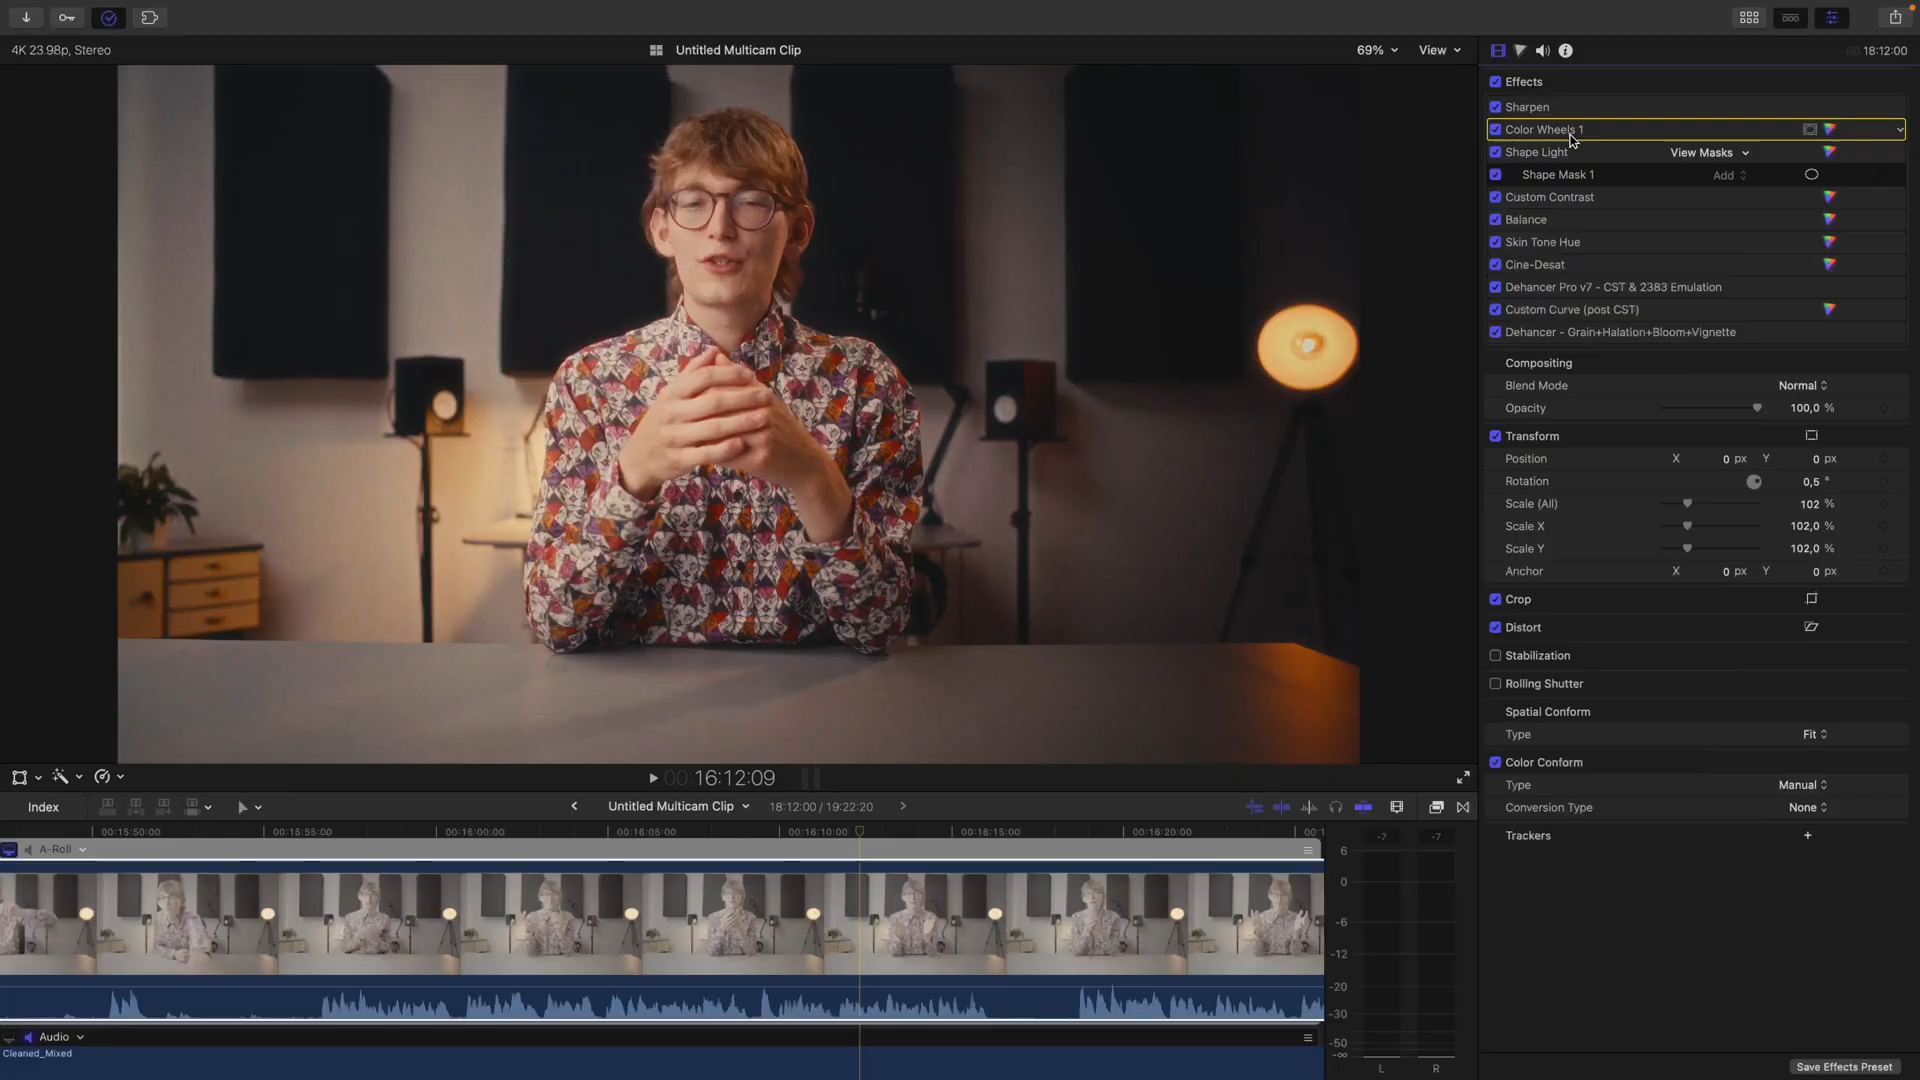 4K 23.98p, Stereo
Untitled Multicam Clip
69%
View
00 18:12:00
Effects
Sharpen
Color Wheels 1
Shape Light
View Masks
Shape Mask 1
Add
Custom Contrast
Balance
Skin Tone Hue
Cine-Desat
Dehancer Pro v7 - CST & 2383 Emulation
Custom Curve (post CST)
Dehancer - Grain+Halation+Bloom+Vignette
Compositing
Blend Mode Normal
Opacity 100,0 %
Transform
Position X 0 px Y 0 px
Rotation 0,5 °
Scale (All) 102 %
Scale X 102,0 %
Scale Y 102,0 %
Anchor X 0 px Y 0 px
Crop
Distort
Stabilization
Rolling Shutter
Spatial Conform
Type Fit
Color Conform
Type Manual
Conversion Type None
Trackers +
Save Effects Preset
00:16:12:09
Index
Untitled Multicam Clip
18:12:00 / 19:22:20
00:15:50:00 00:15:55:00 00:16:00:00 00:16:05:00 00:16:10:00 00:16:15:00 00:16:20:00
A-Roll
Audio
Cleaned_Mixed
-7 -7
6
0
-6
-12
-20
-30
-50
-∞
L R